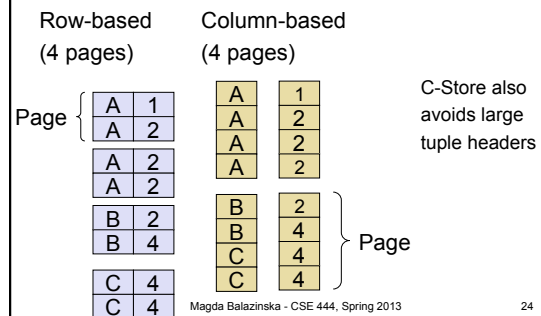 Row-based
(4 pages)
Column-based
(4 pages)
Page
A 1
A 2
A 2
A 2
B 2
B 4
C 4
C 4
A
A
A
A
B
B
C
C
1
2
2
2
2
4
4
4
Page
C-Store also
avoids large
tuple headers
Magda Balazinska - CSE 444, Spring 2013
24